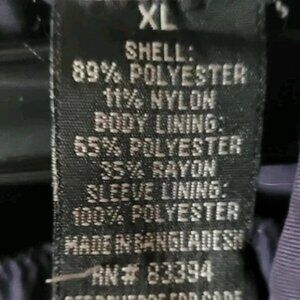 XL
SHELL:
89% POLYESTER
11% NYLON
BODY LINING:
65% POLYESTER
35% RAYON
SLEEVE LINING:
100% POLYESTER
MADE IN BANGLADESH
RN# 83394